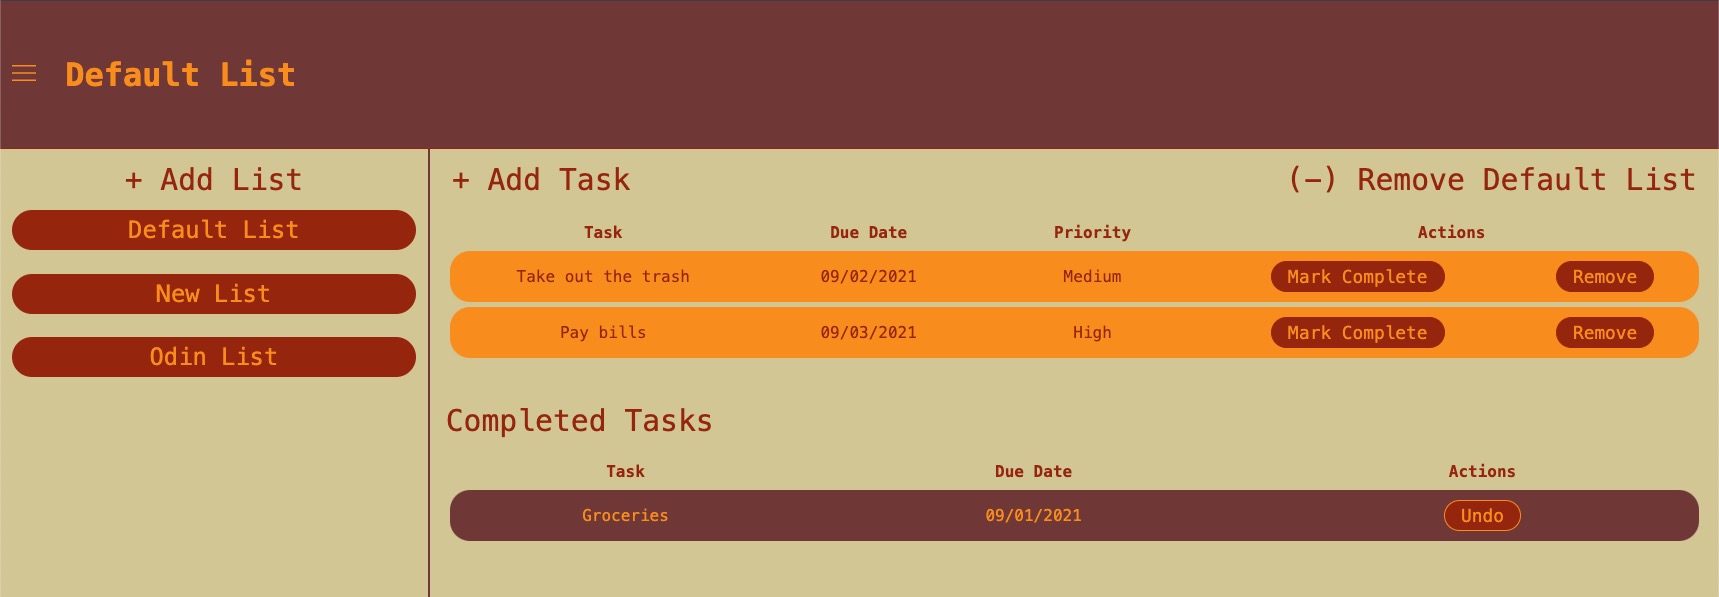 Default List
+ Add List
Default List
New List
Odin List
+ Add Task
(−) Remove Default List
Task Due Date Priority Actions
Take out the trash 09/02/2021 Medium Mark Complete Remove
Pay bills 09/03/2021 High Mark Complete Remove
Completed Tasks
Task Due Date Actions
Groceries 09/01/2021 Undo